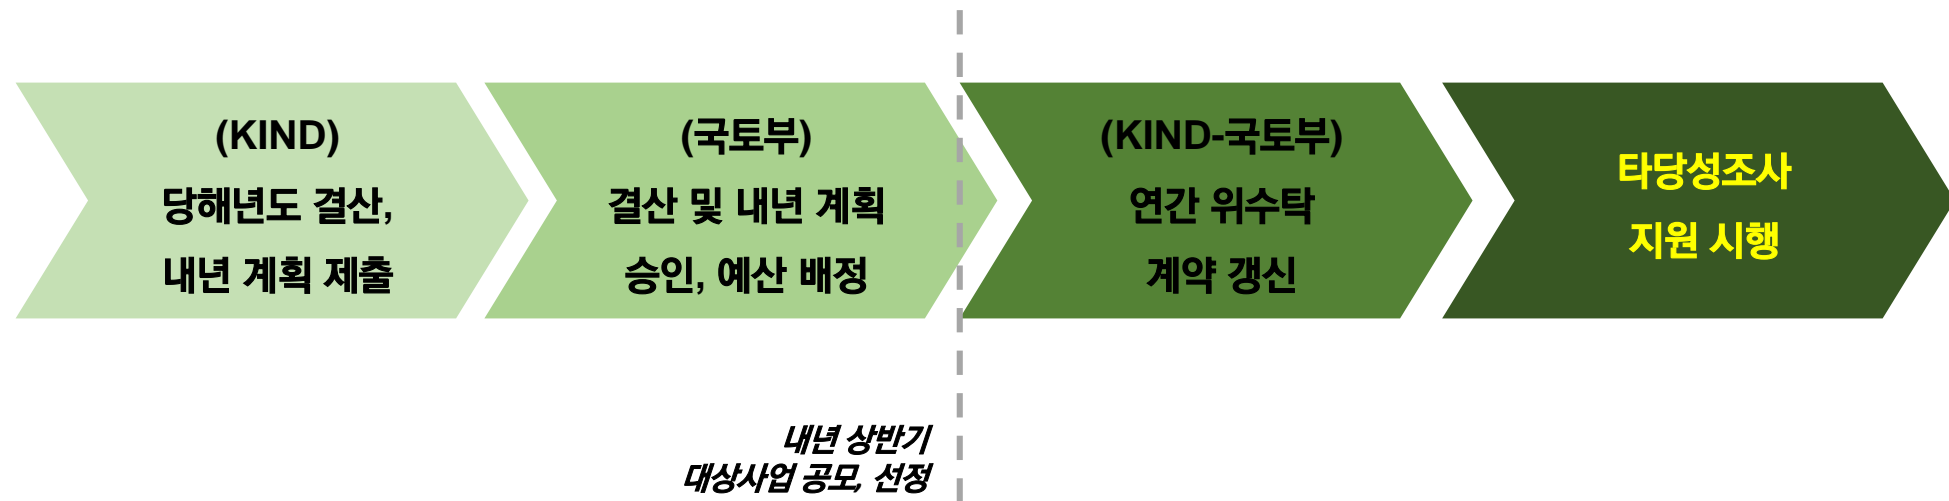 (KIND)
당해년도 결산,
내년 계획 제출
(국토부)
결산 및 내년 계획
승인, 예산 배정
(KIND-국토부)
연간 위수탁
계약 갱신
타당성조사
지원 시행
내년 상반기
대상사업 공모, 선정